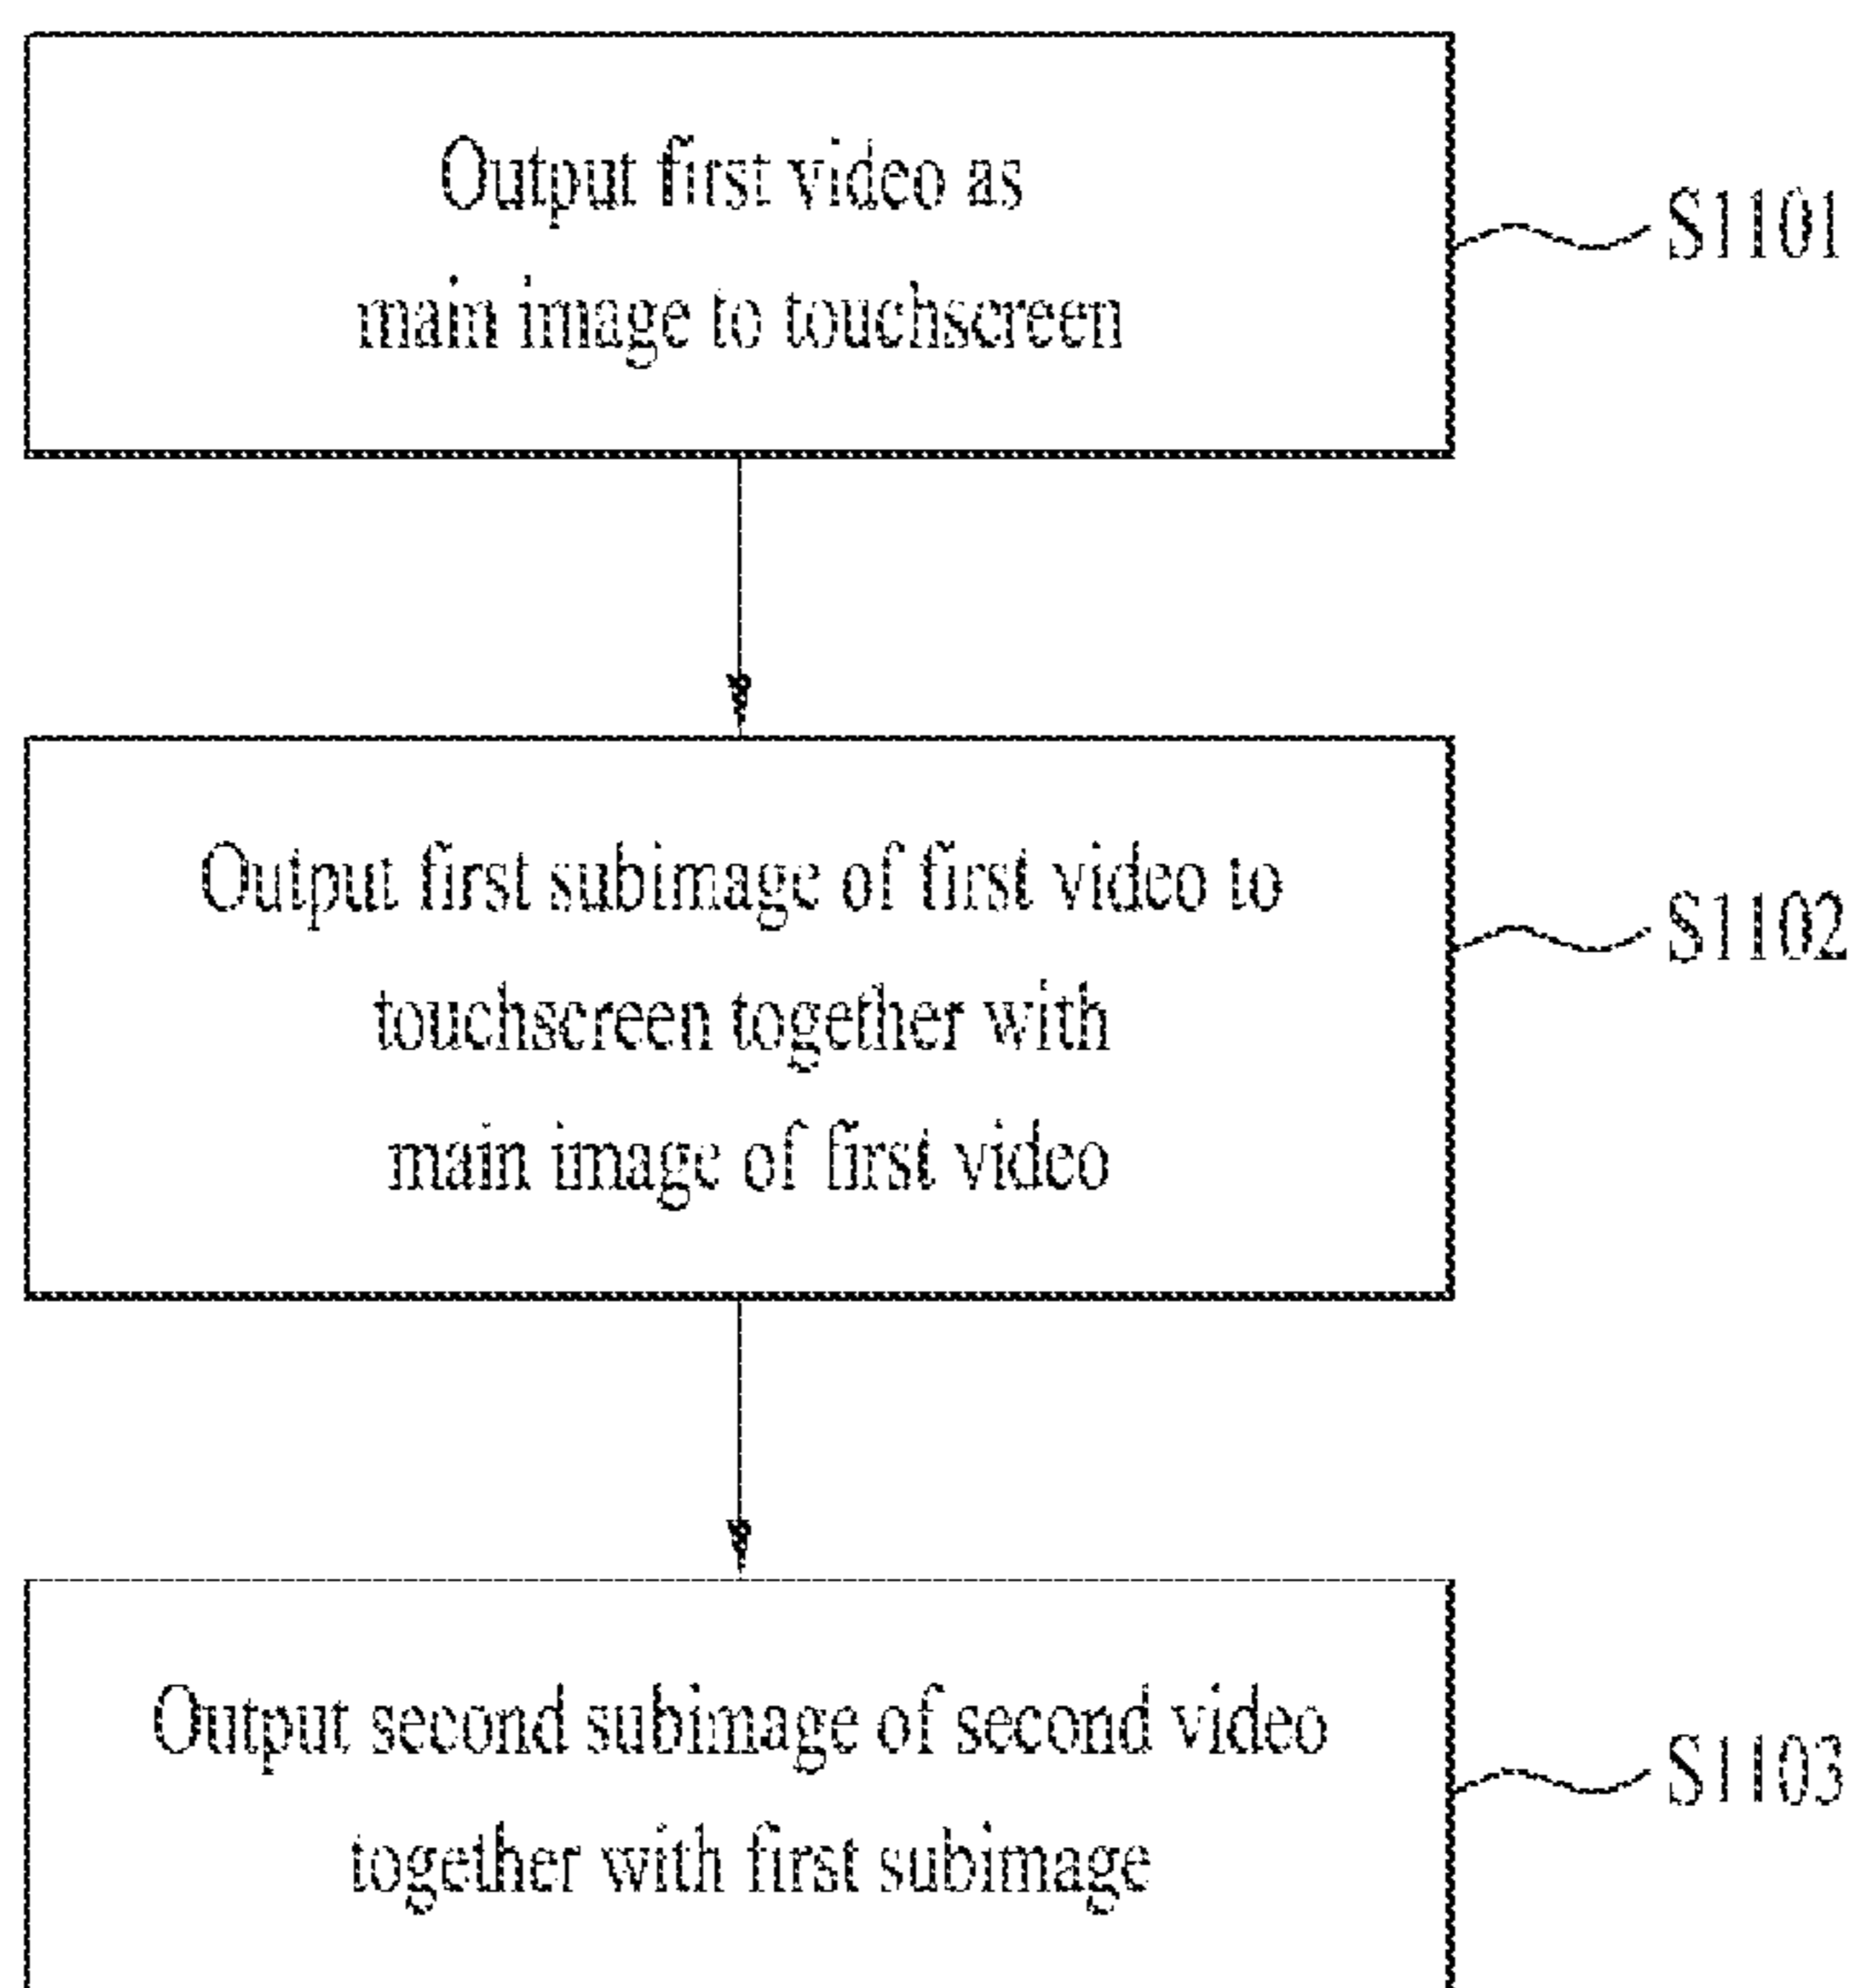 Output first video as
main image to touchscreen
S1101
Output first subimage of first video to
touchscreen together with
main image of first video
S1102
Output second subimage of second video
together with first subimage
S1103